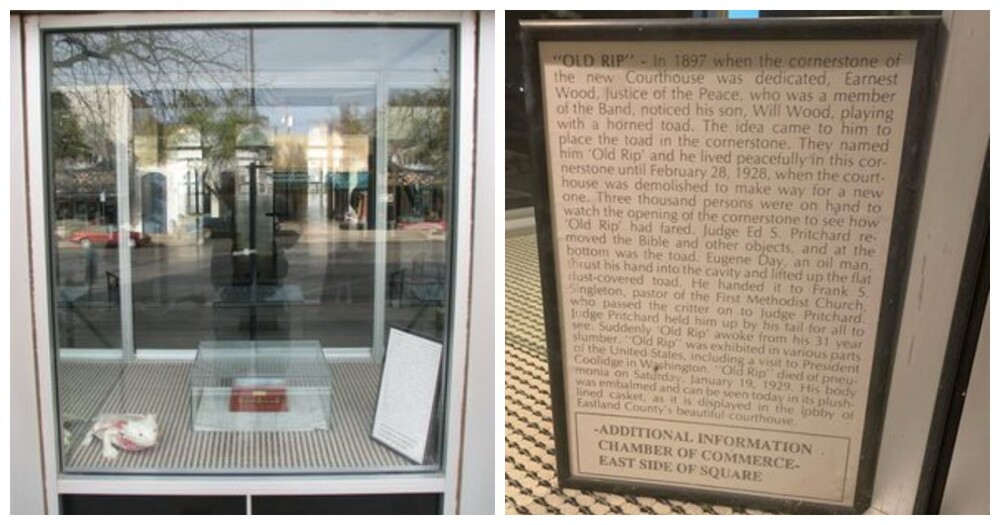 "OLD RIP" - In 1897 when the cornerstone of
the new Courthouse was dedicated, Earnest
Wood, Justice of the Peace, who was a member
of the Band, noticed his son, Will Wood, playing
with a horned toad. The idea came to him to
place the toad in the cornerstone. They named
him 'Old Rip' and he lived peacefully in this cor-
nerstone until February 28, 1928, when the court-
house was demolished to make way for a new
one. Three thousand persons were on hand to
watch the opening of the cornerstone to see how
'Old Rip' had fared. Judge Ed S. Pritchard re-
moved the Bible and other objects, and at the
bottom was the toad. Eugene Day, an oil man,
thrust his hand into the cavity and lifted up the flat
dust-covered toad. He handed it to Frank S.
Singleton, pastor of the First Methodist Church,
who passed the critter on to Judge Pritchard.
Judge Pritchard held him up by his tail for all to
see. Suddenly 'Old Rip' awoke from his 31 year
slumber. "Old Rip" was exhibited in various parts
of the United States, including a visit to President
Coolidge in Washington. "Old Rip" died of pneu-
monia on Saturday, January 19, 1929. His body
was embalmed and can be seen today in its plush-
lined casket, as it is displayed in the lobby of
Eastland County's beautiful courthouse.
-ADDITIONAL INFORMATION
CHAMBER OF COMMERCE-
EAST SIDE OF SQUARE